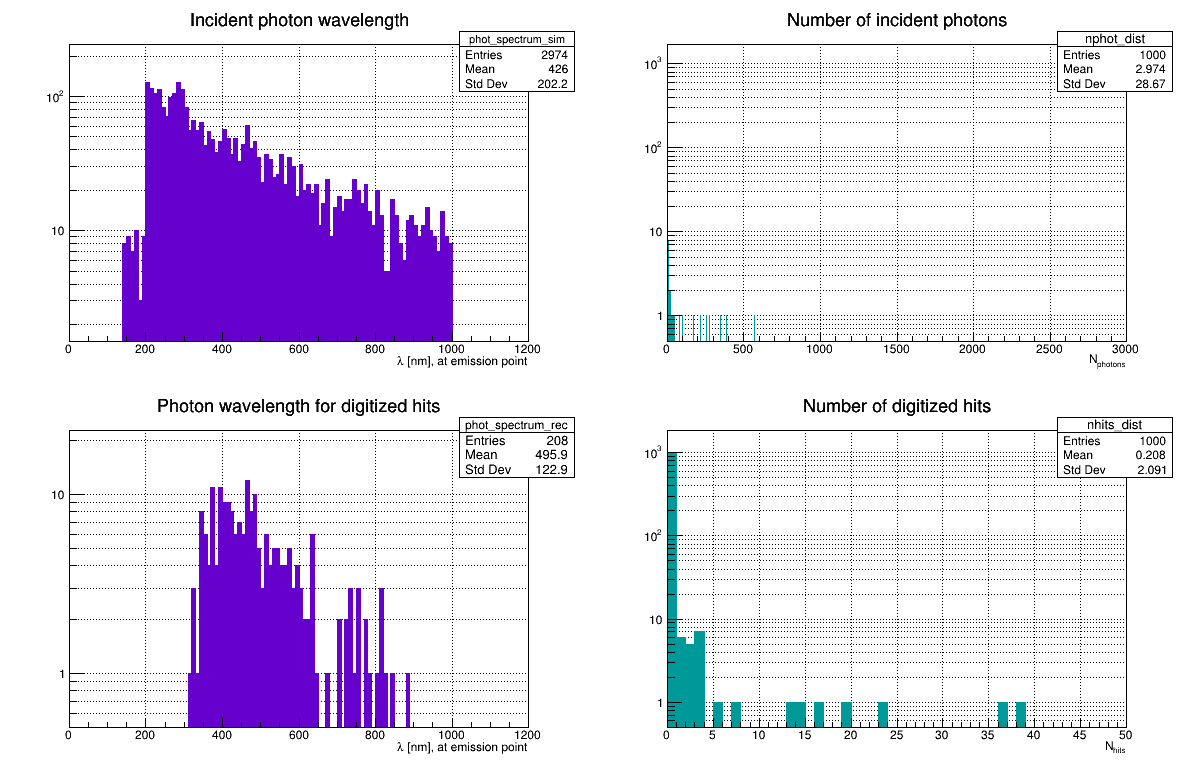 Incident photon wavelength
phot_spectrum_sim
Entries 2974
Mean 426
Std Dev 202.2
10²
10
0 200 400 600 800 1000 1200
λ [nm], at emission point
Number of incident photons
nphot_dist
Entries 1000
Mean 2.974
Std Dev 28.67
10³
10²
10
1
0 500 1000 1500 2000 2500 3000
N_photons
Photon wavelength for digitized hits
phot_spectrum_rec
Entries 208
Mean 495.9
Std Dev 122.9
10
1
0 200 400 600 800 1000 1200
λ [nm], at emission point
Number of digitized hits
nhits_dist
Entries 1000
Mean 0.208
Std Dev 2.091
10³
10²
10
1
0 5 10 15 20 25 30 35 40 45 50
N_hits